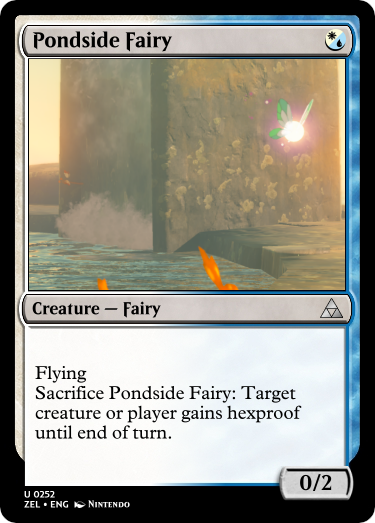 Pondside Fairy
Creature — Fairy
Flying
Sacrifice Pondside Fairy: Target
creature or player gains hexproof
until end of turn.
0/2
U 0252
ZEL • ENG Nintendo